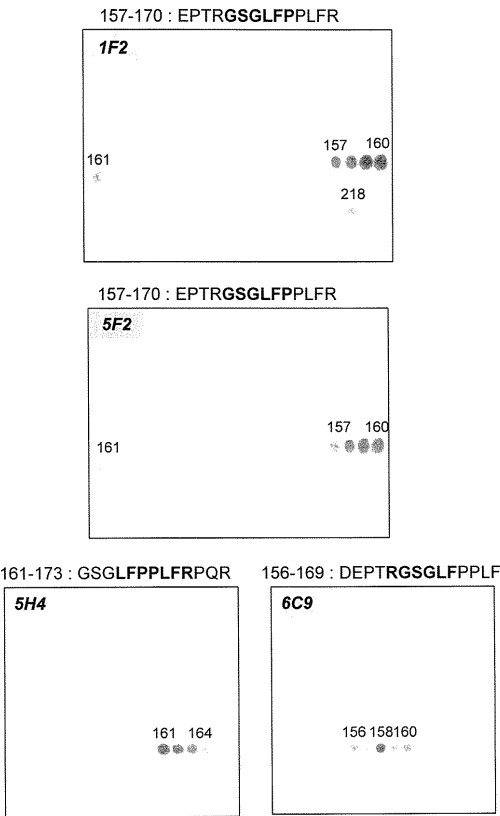 157-170 : EPTRGSGLFPPLFR
1F2
157 160
161
218
157-170 : EPTRGSGLFPPLFR
5F2
157 160
161
161-173 : GSGLFPPLFRPQR 156-169 : DEPTRGSGLFPPLF
5H4 6C9
161 164 156 158160